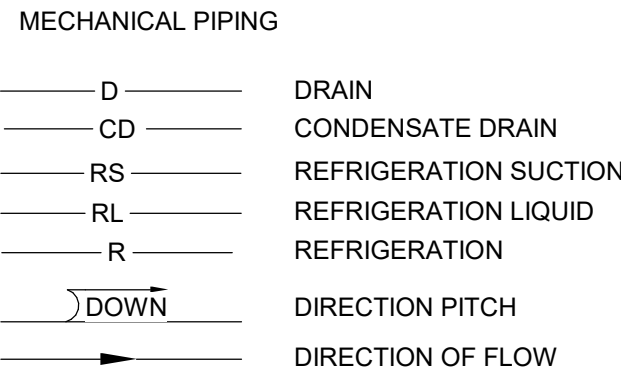 MECHANICAL PIPING
D DRAIN
CD CONDENSATE DRAIN
RS REFRIGERATION SUCTION
RL REFRIGERATION LIQUID
R REFRIGERATION
DOWN DIRECTION PITCH
DIRECTION OF FLOW